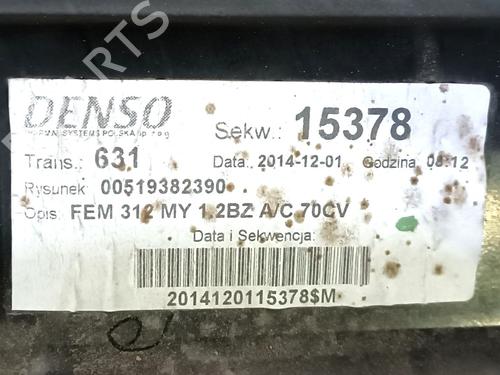 DENSO
THERMAL SYSTEMS POLSKA Sp. z o.o.
Sekw.: 15378
Trans.: 631 Data.: 2014-12-01 Godzina: 08:12
Rysunek: 00519382390
Opis: FEM 312 MY 1.2BZ A/C 70CV
Data i Sekwencja:
2014120115378$M